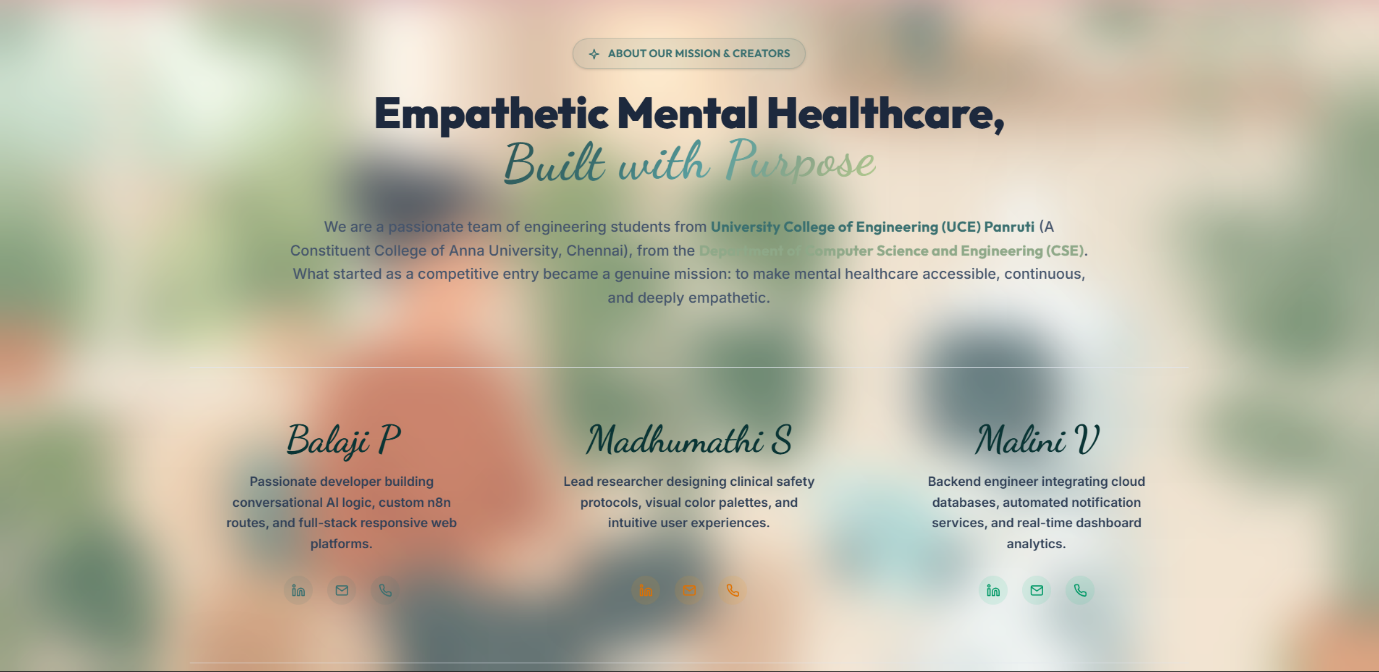 ABOUT OUR MISSION & CREATORS
Empathetic Mental Healthcare,
Built with Purpose
We are a passionate team of engineering students from University College of Engineering (UCE) Panruti (A
Constituent College of Anna University, Chennai), from the Department of Computer Science and Engineering (CSE).
What started as a competitive entry became a genuine mission: to make mental healthcare accessible, continuous,
and deeply empathetic.
Balaji P
Passionate developer building
conversational AI logic, custom n8n
routes, and full-stack responsive web
platforms.
Madhumathi S
Lead researcher designing clinical safety
protocols, visual color palettes, and
intuitive user experiences.
Malini V
Backend engineer integrating cloud
databases, automated notification
services, and real-time dashboard
analytics.